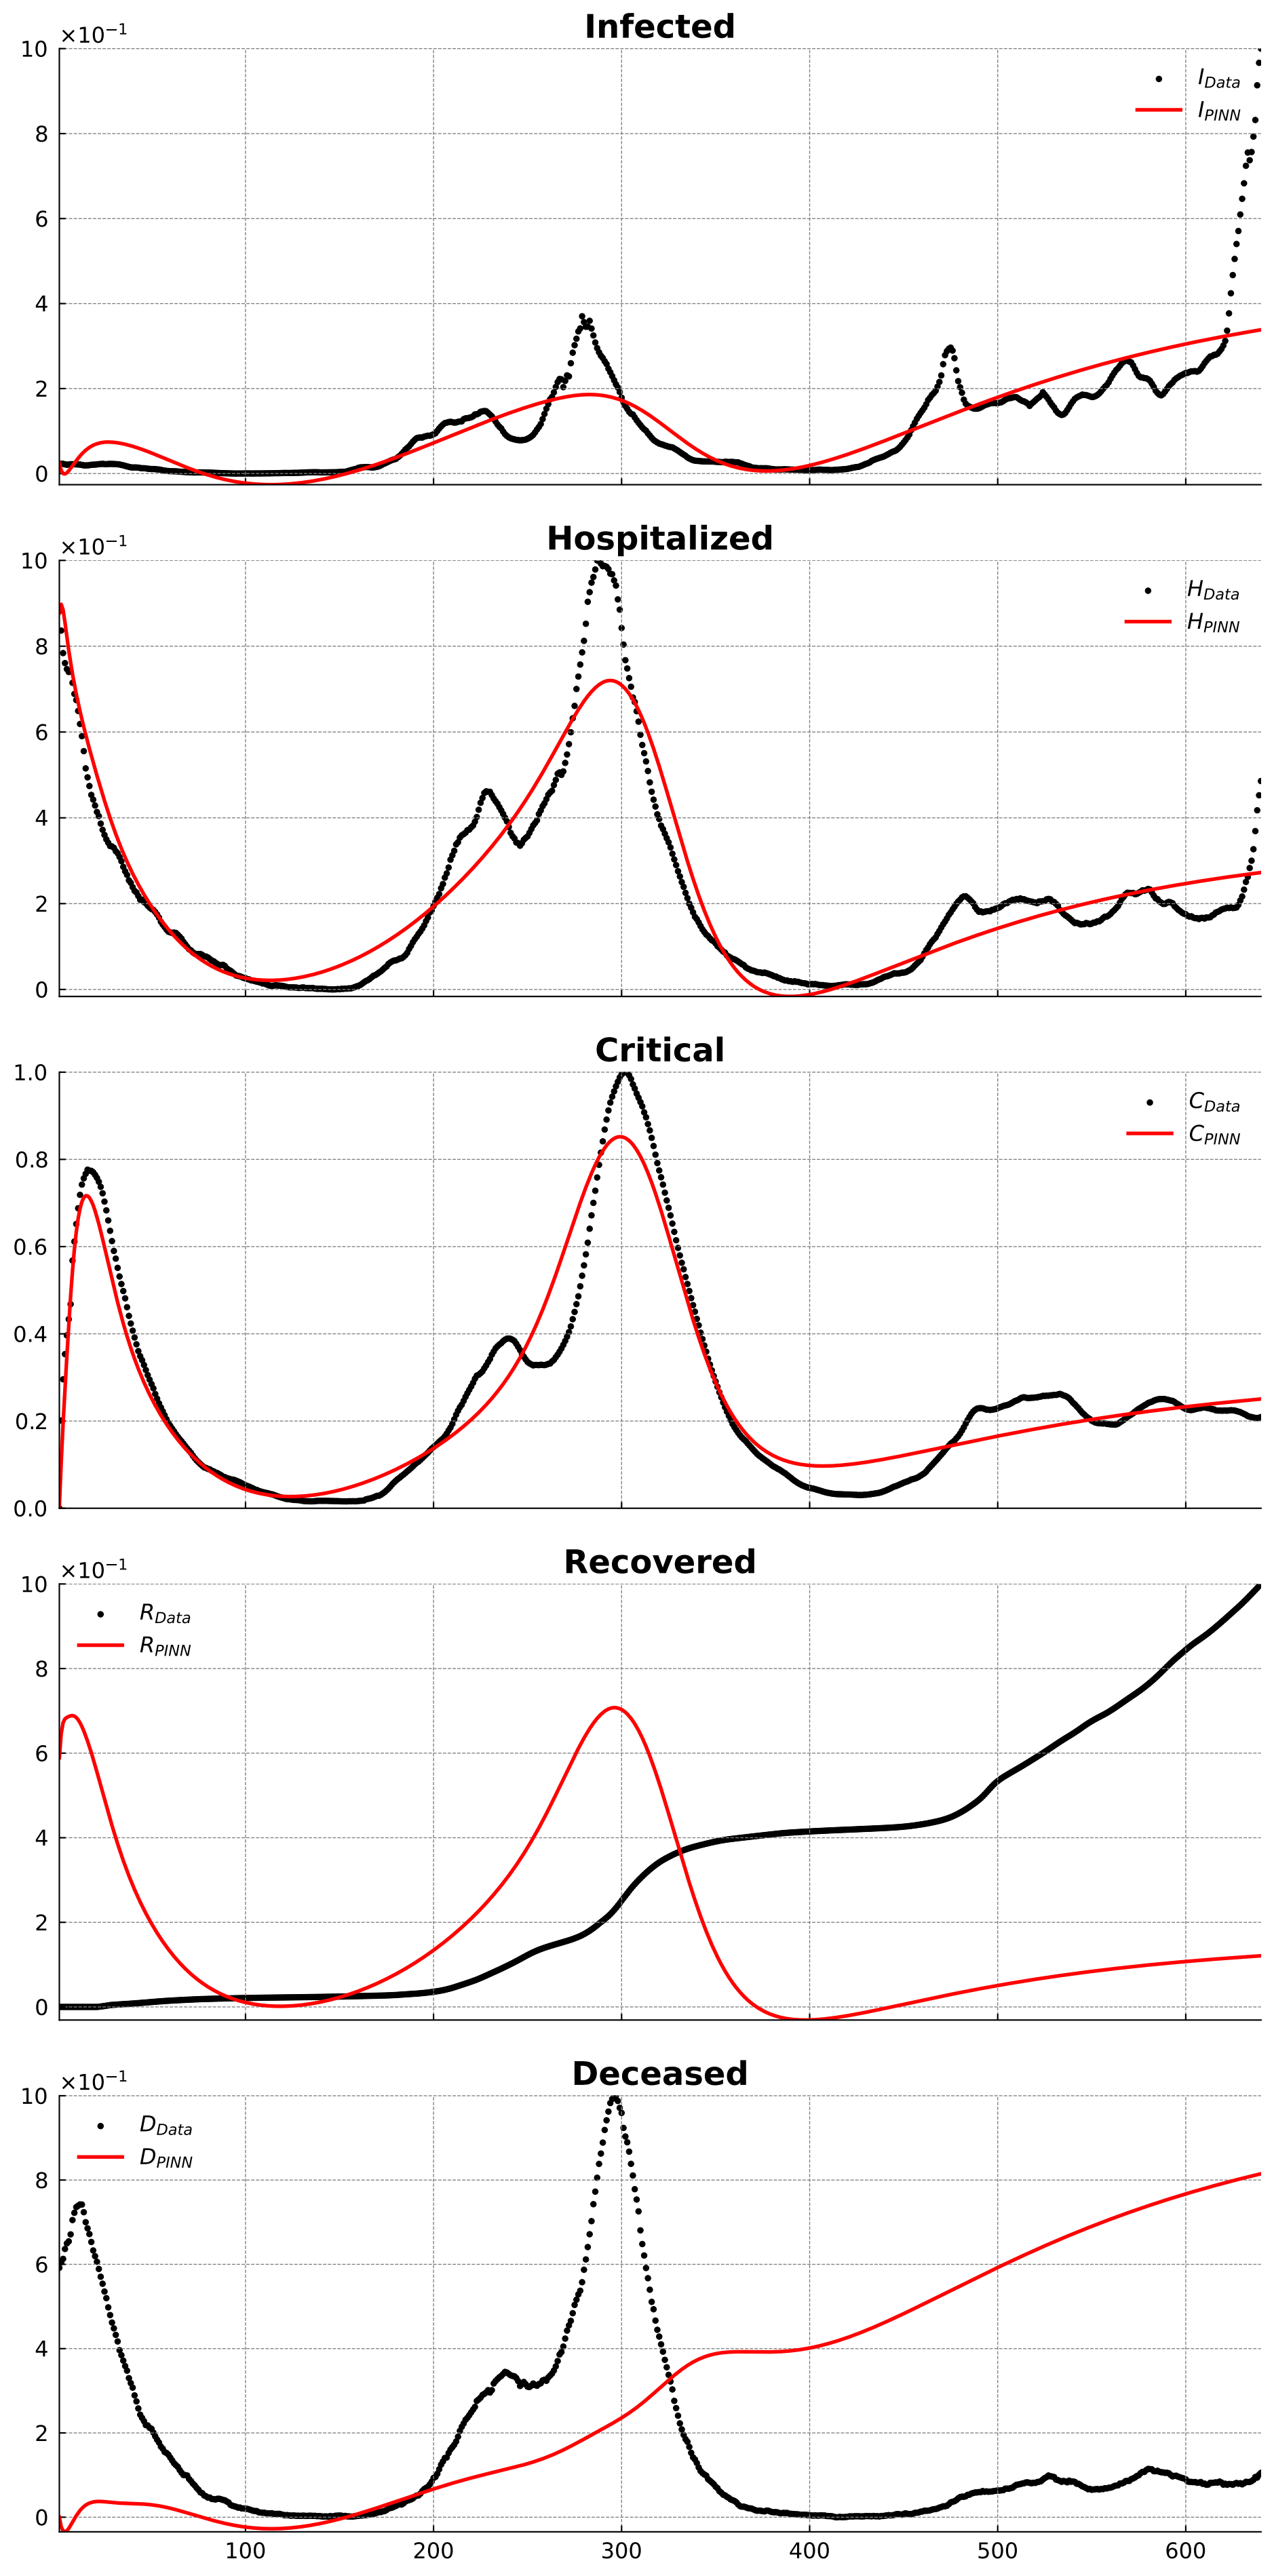 Infected
×10⁻¹
10
8
6
4
2
0
I_Data
I_PINN
Hospitalized
×10⁻¹
10
8
6
4
2
0
H_Data
H_PINN
Critical
1.0
0.8
0.6
0.4
0.2
0.0
C_Data
C_PINN
Recovered
×10⁻¹
10
8
6
4
2
0
R_Data
R_PINN
Deceased
×10⁻¹
10
8
6
4
2
0
D_Data
D_PINN
100 200 300 400 500 600